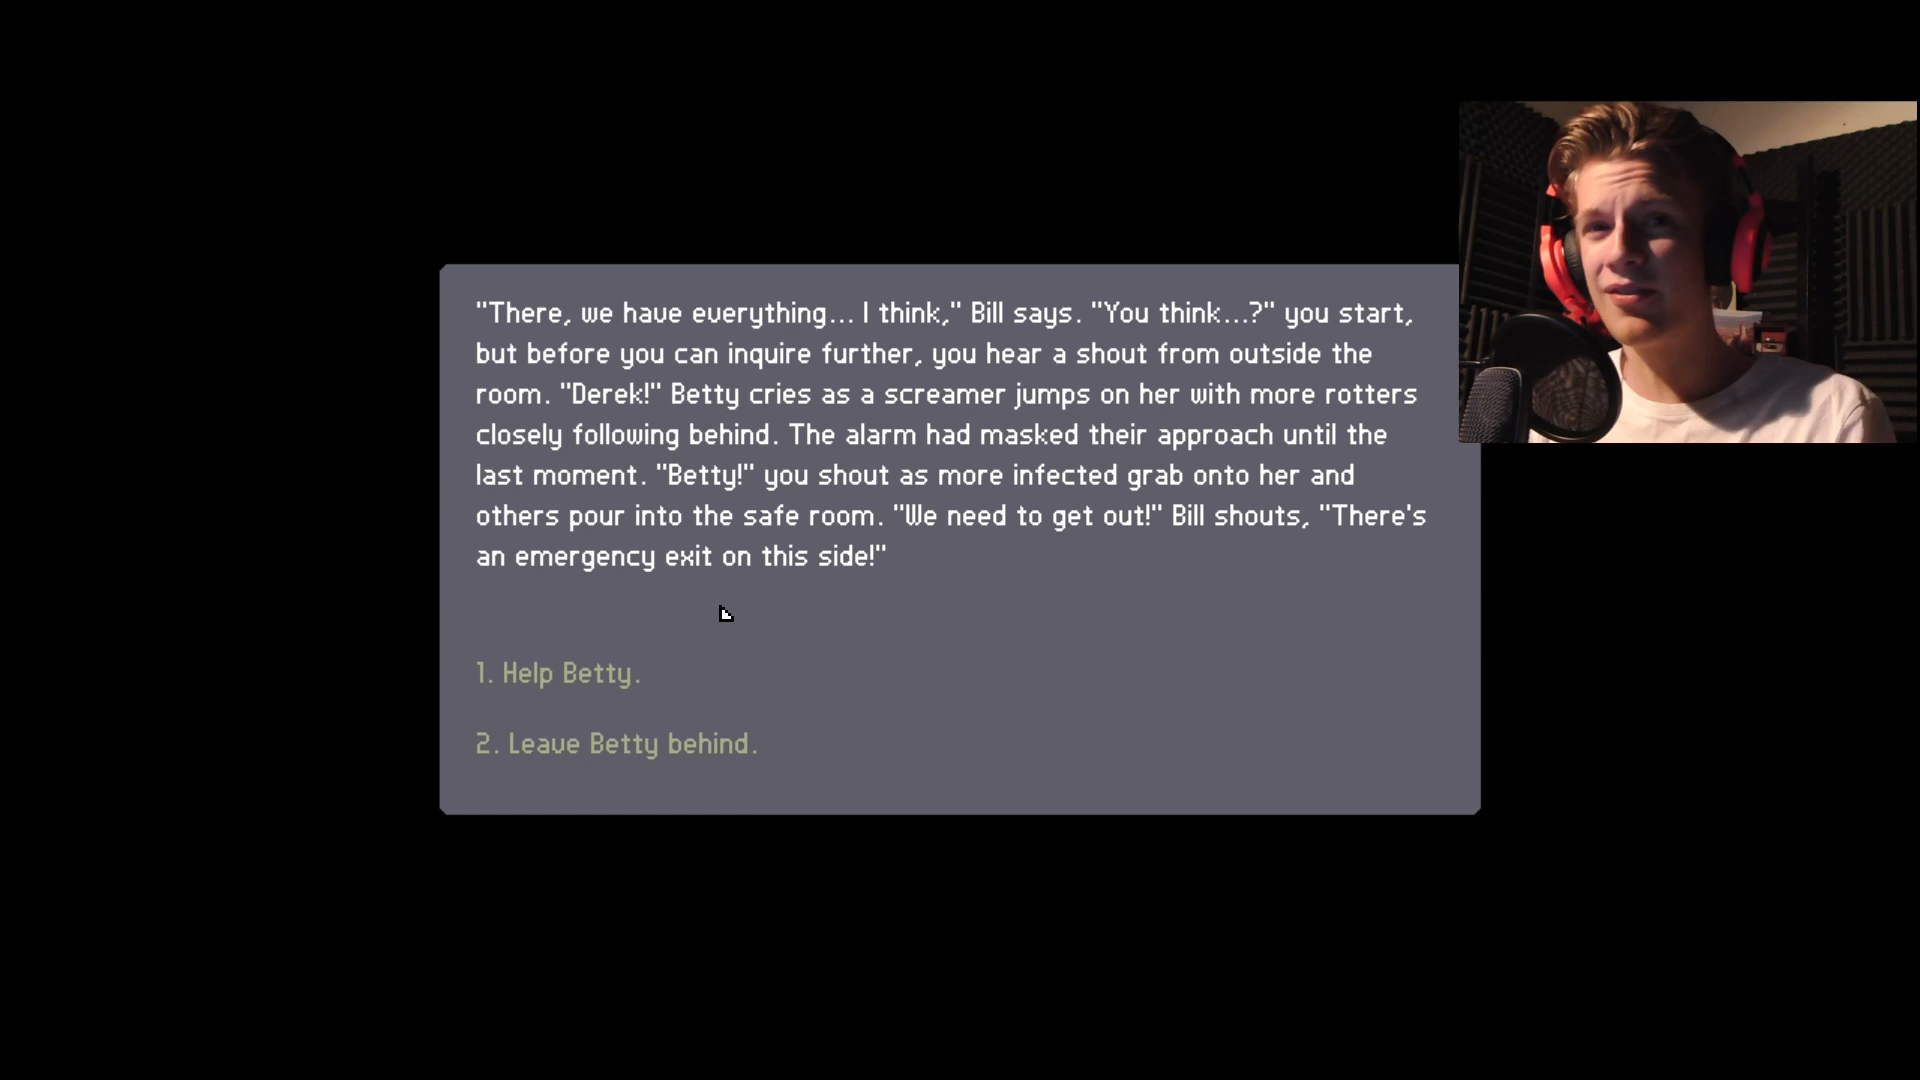 "There, we have everything... I think," Bill says. "You think...?" you start,
but before you can inquire further, you hear a shout from outside the
room. "Derek!" Betty cries as a screamer jumps on her with more rotters
closely following behind. The alarm had masked their approach until the
last moment. "Betty!" you shout as more infected grab onto her and
others pour into the safe room. "We need to get out!" Bill shouts, "There's
an emergency exit on this side!"
1. Help Betty.
2. Leave Betty behind.